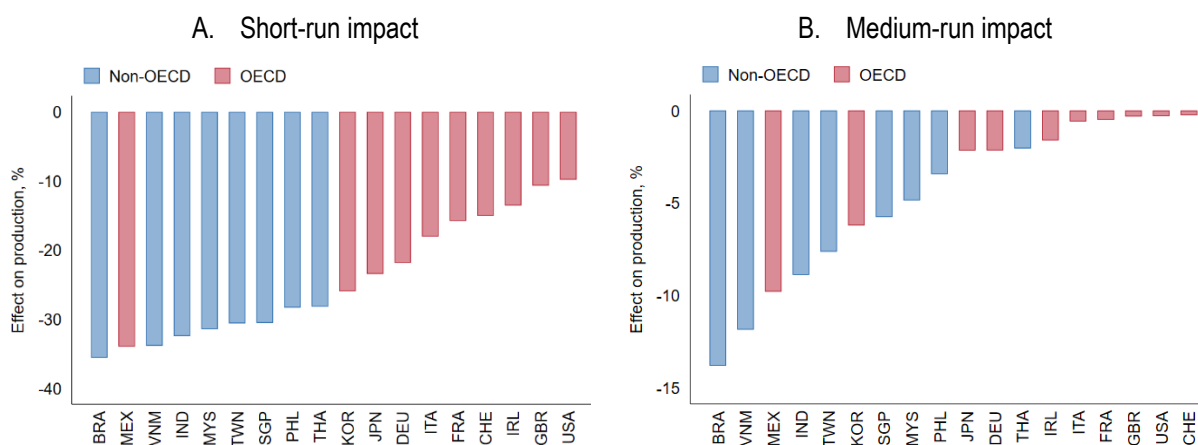 A. Short-run impact
Non-OECD OECD
Effect on production, %
0
-10
-20
-30
-40
BRA MEX VNM IND MYS TWN SGP PHL THA KOR JPN DEU ITA FRA CHE IRL GBR USA
B. Medium-run impact
Non-OECD OECD
Effect on production, %
0
-5
-10
-15
BRA VNM MEX IND TWN KOR SGP MYS PHL JPN DEU THA IRL ITA FRA GBR USA CHE